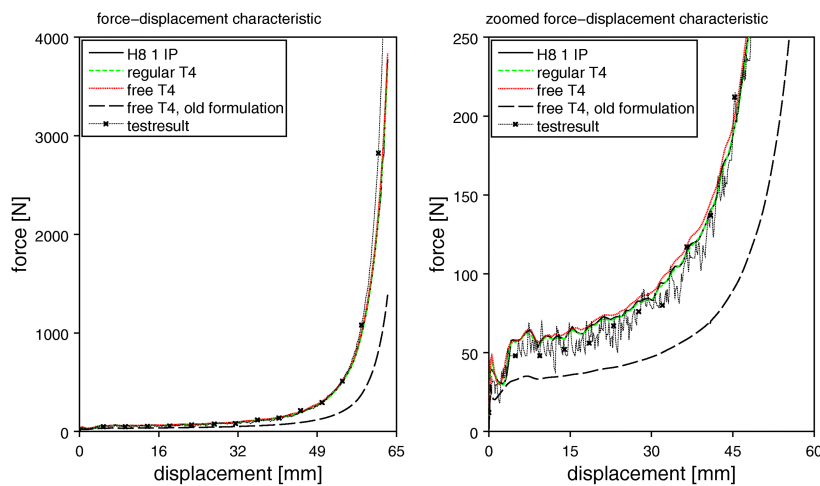 force–displacement characteristic
4000
3000
2000
1000
0
force [N]
H8 1 IP
regular T4
free T4
free T4, old formulation
testresult
0 16 32 49 65
displacement [mm]
zoomed force–displacement characteristic
250
200
150
100
50
0
force [N]
H8 1 IP
regular T4
free T4
free T4, old formulation
testresult
0 15 30 45 60
displacement [mm]